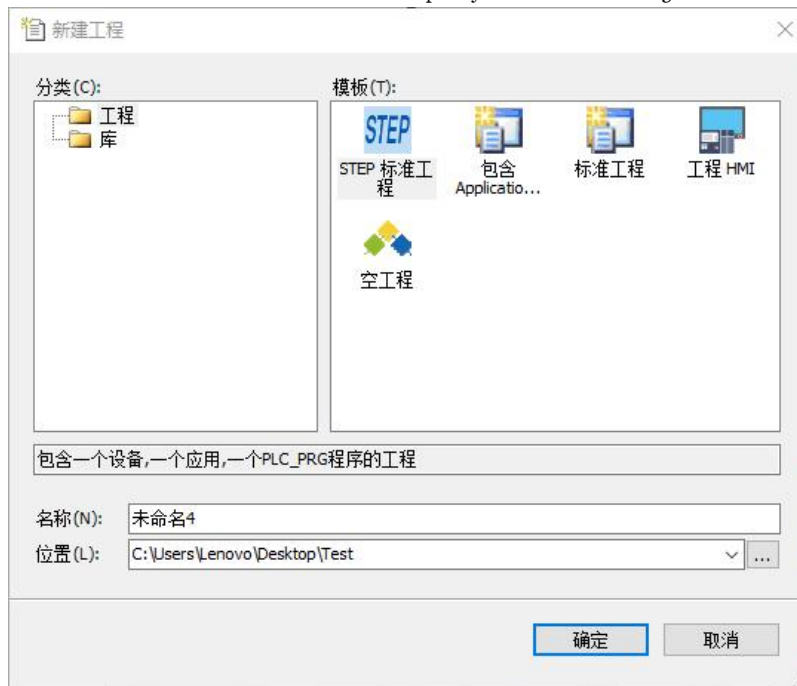 新建工程
分类(C):
模板(T):
工程
库
STEP
STEP 标准工程
包含 Applicatio...
标准工程
工程 HMI
空工程
包含一个设备,一个应用,一个PLC_PRG程序的工程
名称(N): 未命名4
位置(L): C:\Users\Lenovo\Desktop\Test ...
确定
取消